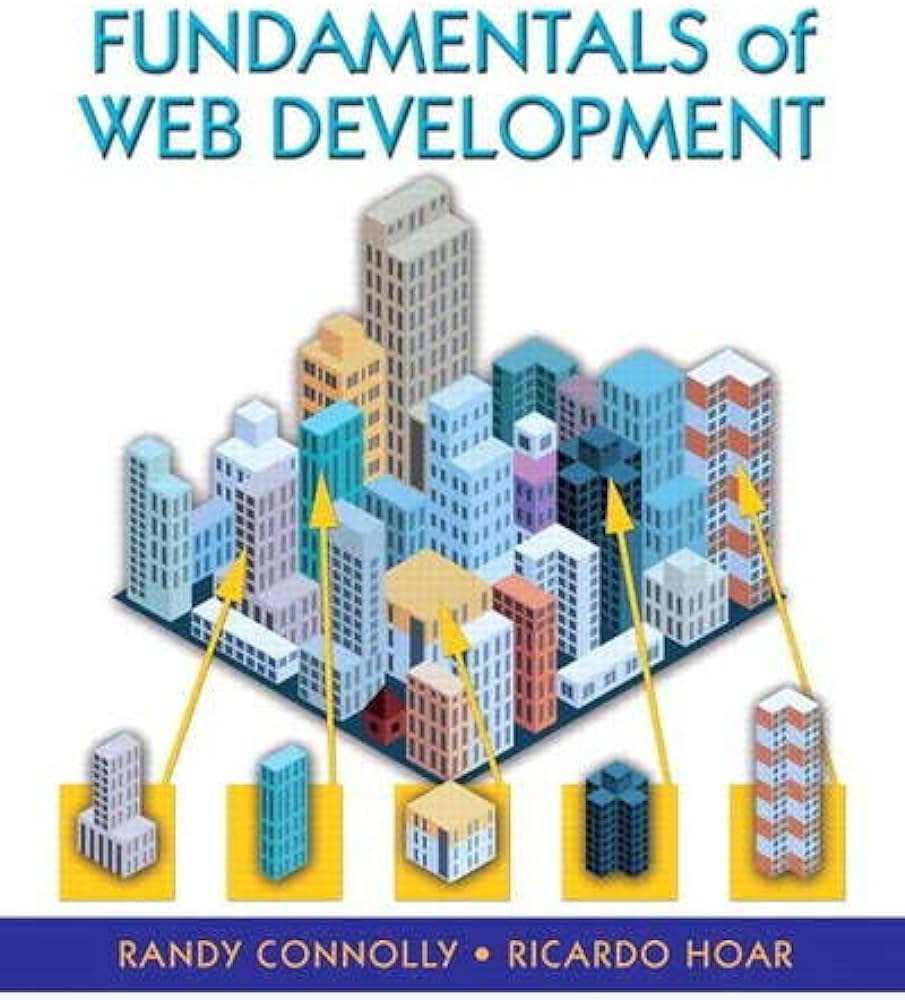 FUNDAMENTALS of
WEB DEVELOPMENT
RANDY CONNOLLY • RICARDO HOAR